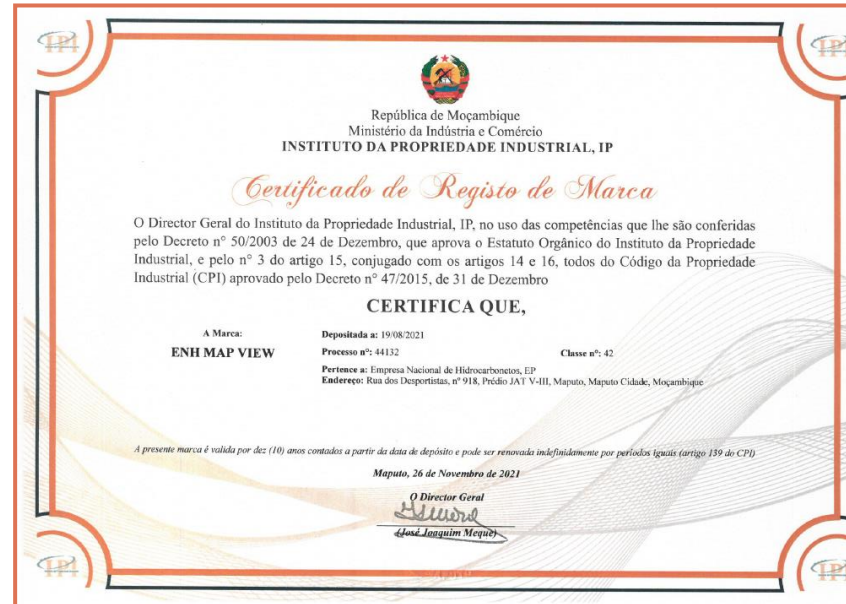 IPI
IPI
República de Moçambique
Ministério da Indústria e Comércio
INSTITUTO DA PROPRIEDADE INDUSTRIAL, IP
Certificado de Registo de Marca
O Director Geral do Instituto da Propriedade Industrial, IP, no uso das competências que lhe são conferidas
pelo Decreto nº 50/2003 de 24 de Dezembro, que aprova o Estatuto Orgânico do Instituto da Propriedade
Industrial, e pelo nº 3 do artigo 15, conjugado com os artigos 14 e 16, todos do Código da Propriedade
Industrial (CPI) aprovado pelo Decreto nº 47/2015, de 31 de Dezembro
CERTIFICA QUE,
A Marca:
ENH MAP VIEW
Depositada a: 19/08/2021
Processo nº: 44132 Classe nº: 42
Pertence a: Empresa Nacional de Hidrocarbonetos, EP
Endereço: Rua dos Desportistas, nº 918, Prédio JAT V-III, Maputo, Maputo Cidade, Moçambique
A presente marca é valida por dez (10) anos contados a partir da data de depósito e pode ser renovada indefinidamente por períodos iguais (artigo 139 do CPI)
Maputo, 26 de Novembro de 2021
O Director Geral
(José Joaquim Meque)
IPI
IPI